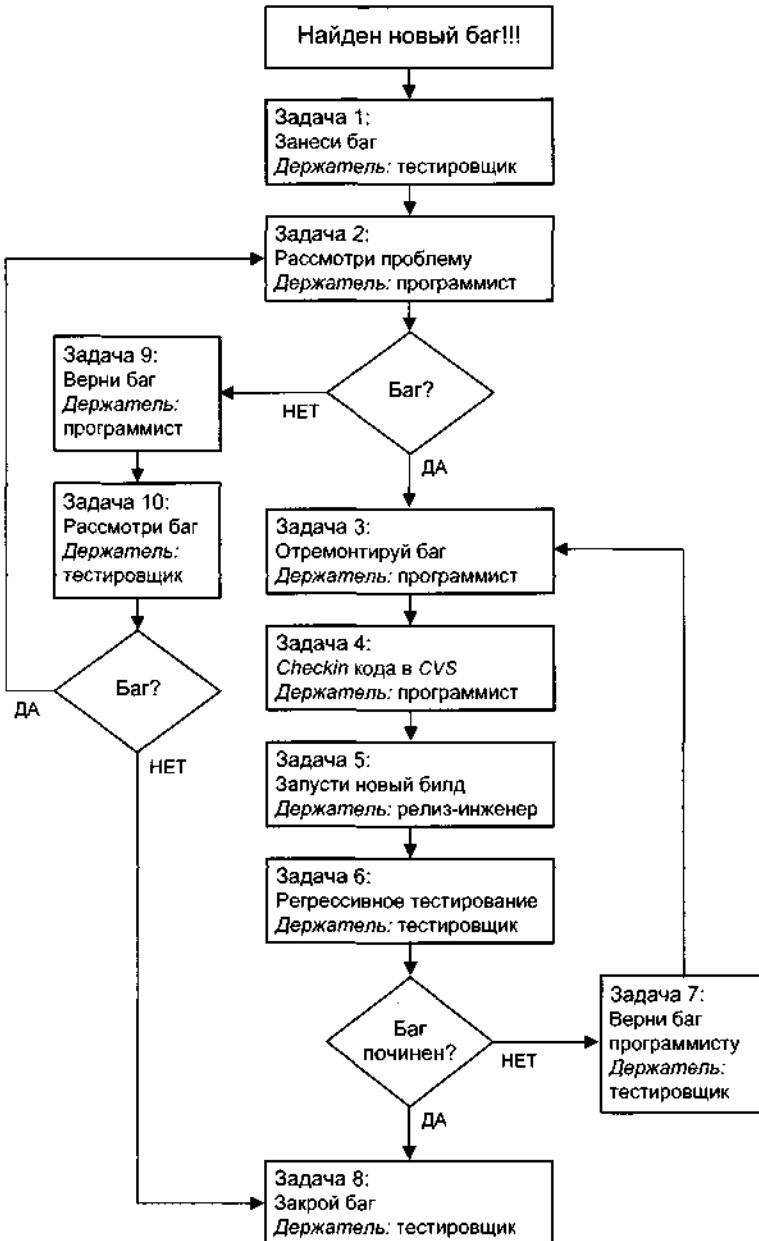 Найден новый баг!!!
Задача 1:
Занеси баг
Держатель: тестировщик
Задача 2:
Рассмотри проблему
Держатель: программист
Баг?
НЕТ
ДА
Задача 9:
Верни баг
Держатель:
программист
Задача 10:
Рассмотри баг
Держатель:
тестировщик
Баг?
ДА
НЕТ
Задача 3:
Отремонтируй баг
Держатель: программист
Задача 4:
Checkin кода в CVS
Держатель: программист
Задача 5:
Запусти новый билд
Держатель: релиз-инженер
Задача 6:
Регрессивное тестирование
Держатель: тестировщик
Баг
починен?
НЕТ
ДА
Задача 7:
Верни баг
программисту
Держатель:
тестировщик
Задача 8:
Закрой баг
Держатель: тестировщик